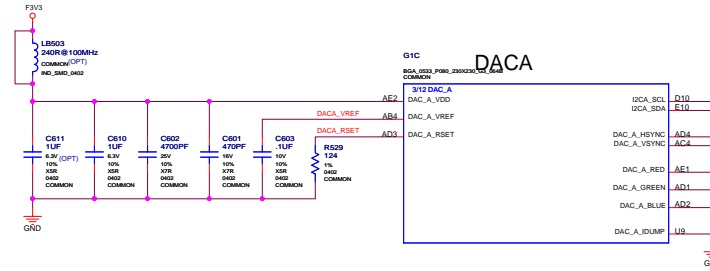 F3V3
LB503
240R@100MHz
COMMON(OPT)
IND_SMD_0402
G1C
DACA
BGA_0533_P080_230X230_G3_064B
COMMON
3/12 DAC_A
AE2 DAC_A_VDD
I2CA_SCL D10
I2CA_SDA E10
DACA_VREF AB4 DAC_A_VREF
DACA_RSET AD3 DAC_A_RSET
DAC_A_HSYNC AD4
DAC_A_VSYNC AC4
DAC_A_RED AE1
DAC_A_GREEN AD1
DAC_A_BLUE AD2
DAC_A_IDUMP U9
C611
1UF
6.3V (OPT)
10%
X5R
0402
COMMON
C610
1UF
6.3V
10%
X5R
0402
COMMON
C602
4700PF
25V
10%
X7R
0402
COMMON
C601
470PF
16V
10%
X7R
0402
COMMON
C603
.1UF
10V
10%
X5R
0402
COMMON
R529
124
1%
0402
COMMON
GND
G